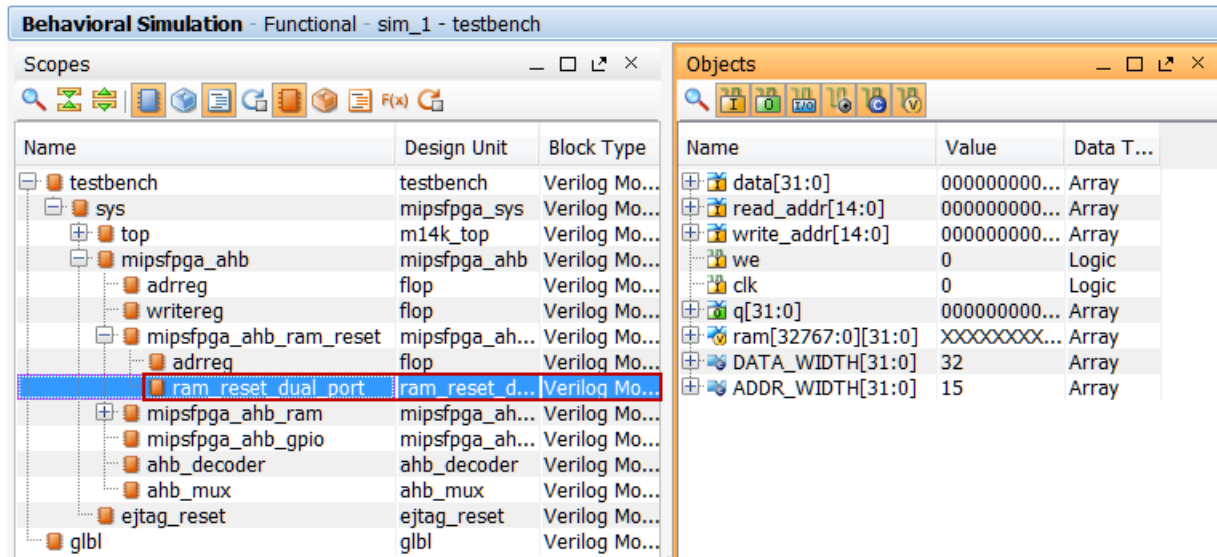 Behavioral Simulation - Functional - sim_1 - testbench
Scopes
F(x)
Name Design Unit Block Type
testbench testbench Verilog Mo...
sys mipsfpga_sys Verilog Mo...
top m14k_top Verilog Mo...
mipsfpga_ahb mipsfpga_ahb Verilog Mo...
adrreg flop Verilog Mo...
writereg flop Verilog Mo...
mipsfpga_ahb_ram_reset mipsfpga_ah... Verilog Mo...
adrreg flop Verilog Mo...
ram_reset_dual_port ram_reset_d... Verilog Mo...
mipsfpga_ahb_ram mipsfpga_ah... Verilog Mo...
mipsfpga_ahb_gpio mipsfpga_ah... Verilog Mo...
ahb_decoder ahb_decoder Verilog Mo...
ahb_mux ahb_mux Verilog Mo...
ejtag_reset ejtag_reset Verilog Mo...
glbl glbl Verilog Mo...
Objects
I O I/O C V
Name Value Data T...
data[31:0] 000000000... Array
read_addr[14:0] 000000000... Array
write_addr[14:0] 000000000... Array
we 0 Logic
clk 0 Logic
q[31:0] 000000000... Array
ram[32767:0][31:0] XXXXXXXX... Array
DATA_WIDTH[31:0] 32 Array
ADDR_WIDTH[31:0] 15 Array